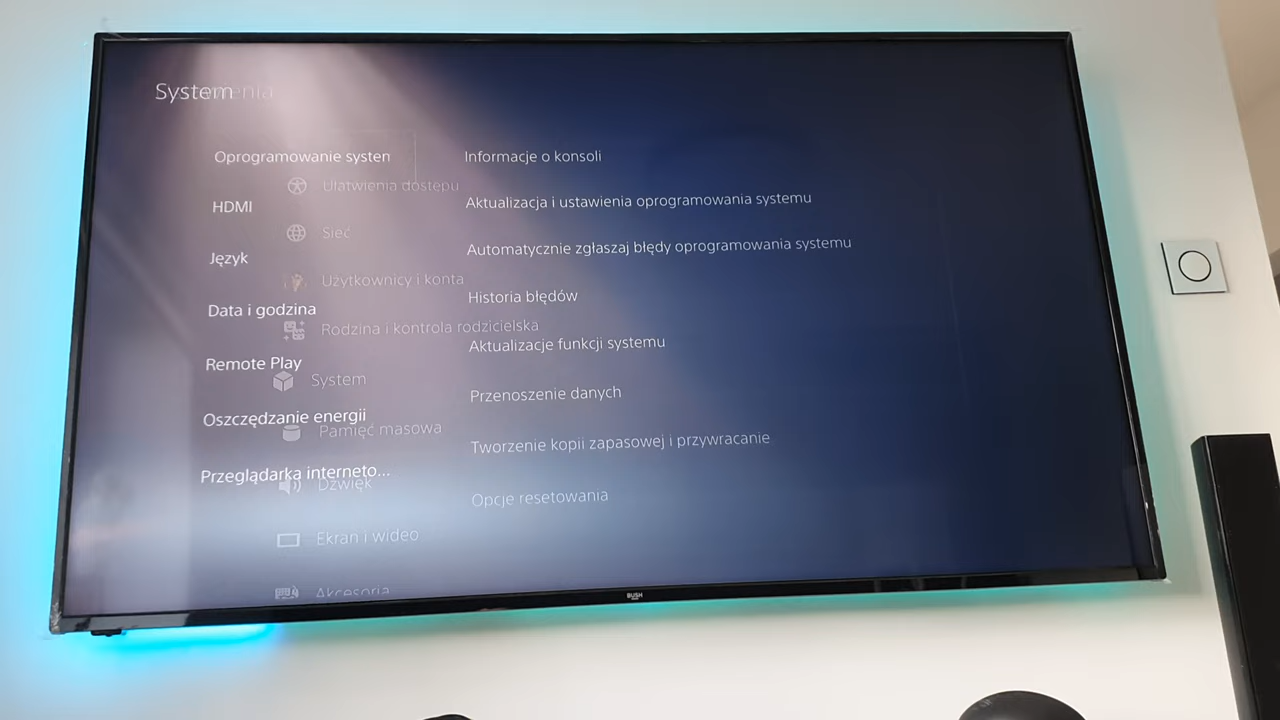 System
Oprogramowanie system
HDMI
Język
Data i godzina
Remote Play
Oszczędzanie energii
Przeglądarka interneto...
Informacje o konsoli
Aktualizacja i ustawienia oprogramowania systemu
Automatycznie zgłaszaj błędy oprogramowania systemu
Historia błędów
Aktualizacje funkcji systemu
Przenoszenie danych
Tworzenie kopii zapasowej i przywracanie
Opcje resetowania
Ułatwienia dostępu
Sieć
Użytkownicy i konta
Rodzina i kontrola rodzicielska
System
Pamięć masowa
Dźwięk
Ekran i wideo
Akcesoria
BUSH